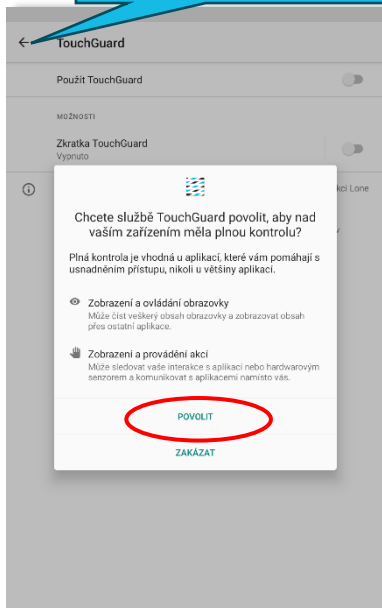 TouchGuard
Použít TouchGuard
MOŽNOSTI
Zkratka TouchGuard
Vypnuto
kci Lone
Chcete službě TouchGuard povolit, aby nad
vaším zařízením měla plnou kontrolu?
Plná kontrola je vhodná u aplikací, které vám pomáhají s
usnadněním přístupu, nikoli u většiny aplikací.
Zobrazení a ovládání obrazovky
Může číst veškerý obsah obrazovky a zobrazovat obsah
přes ostatní aplikace.
Zobrazení a provádění akcí
Může sledovat vaše interakce s aplikací nebo hardwarovým
senzorem a komunikovat s aplikacemi namísto vás.
POVOLIT
ZAKÁZAT